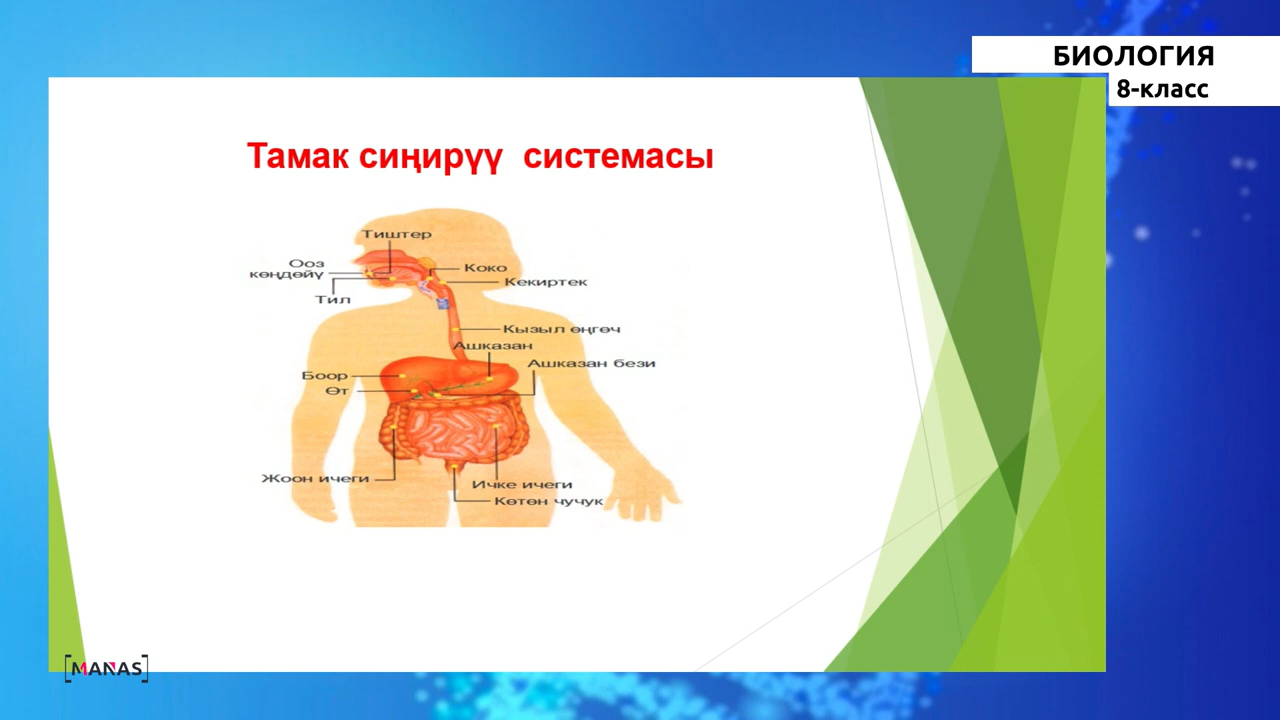 БИОЛОГИЯ
8-класс
Тамак сиңирүү системасы
Тиштер
Ооз
көңдөйү
Тил
Коко
Кекиртек
Кызыл өңгөч
Ашказан
Ашказан бези
Боор
Өт
Жоон ичеги
Ичке ичеги
Көтөн чучук
[MANAS]